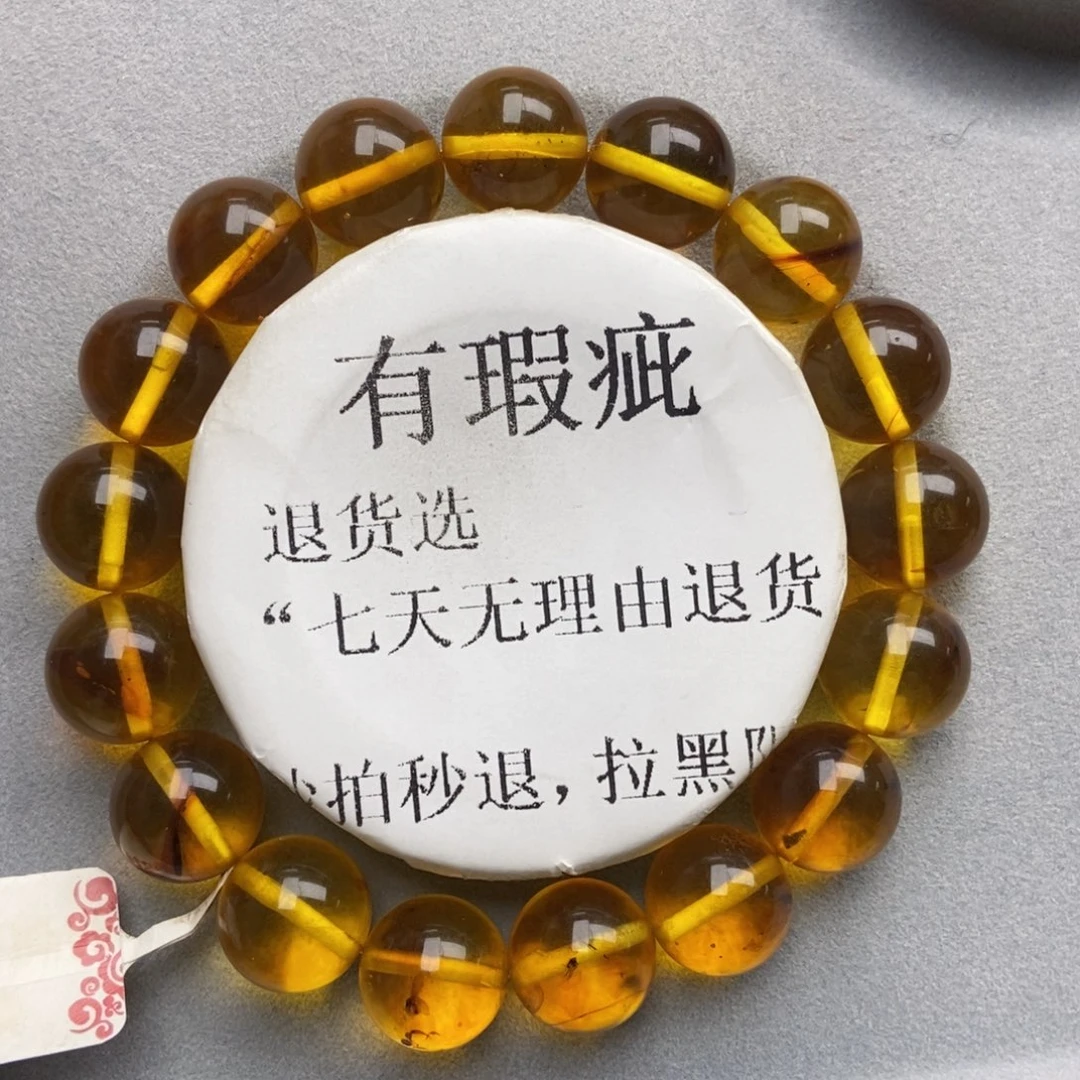 有瑕疵
退货选
“七天无理由退货
拍秒退，拉黑